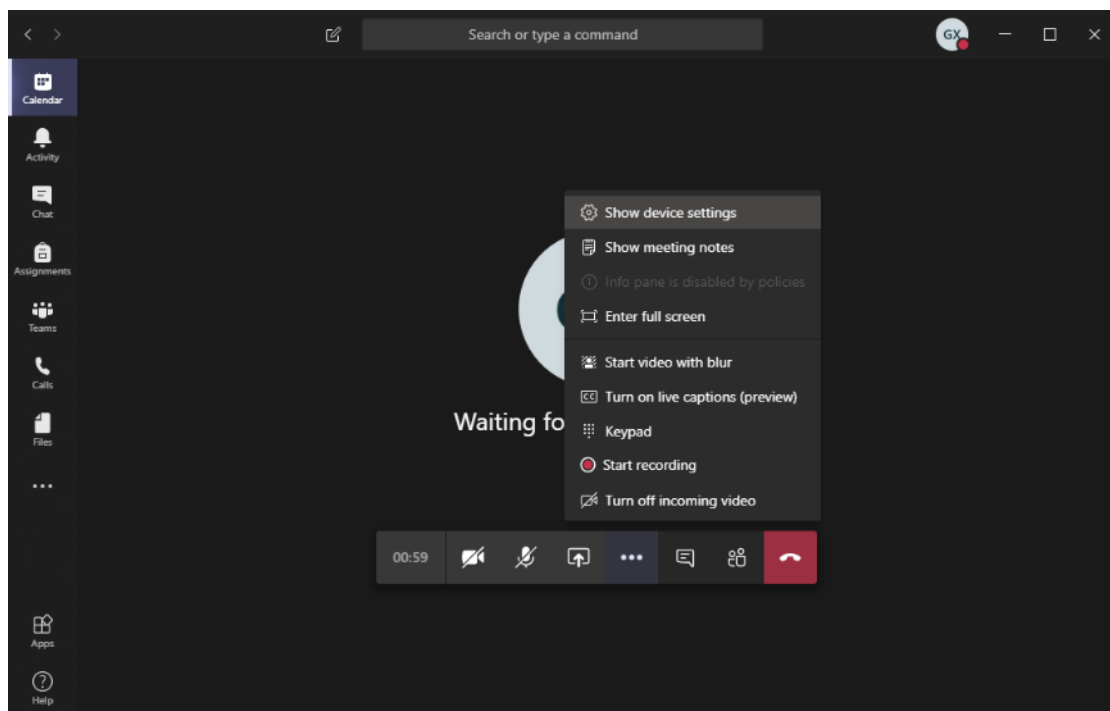 Search or type a command
GX
Calendar
Activity
Chat
Assignments
Teams
Calls
Files
Apps
Help
Show device settings
Show meeting notes
Info pane is disabled by policies
Enter full screen
Start video with blur
CC Turn on live captions (preview)
Keypad
Start recording
Turn off incoming video
Waiting fo
00:59